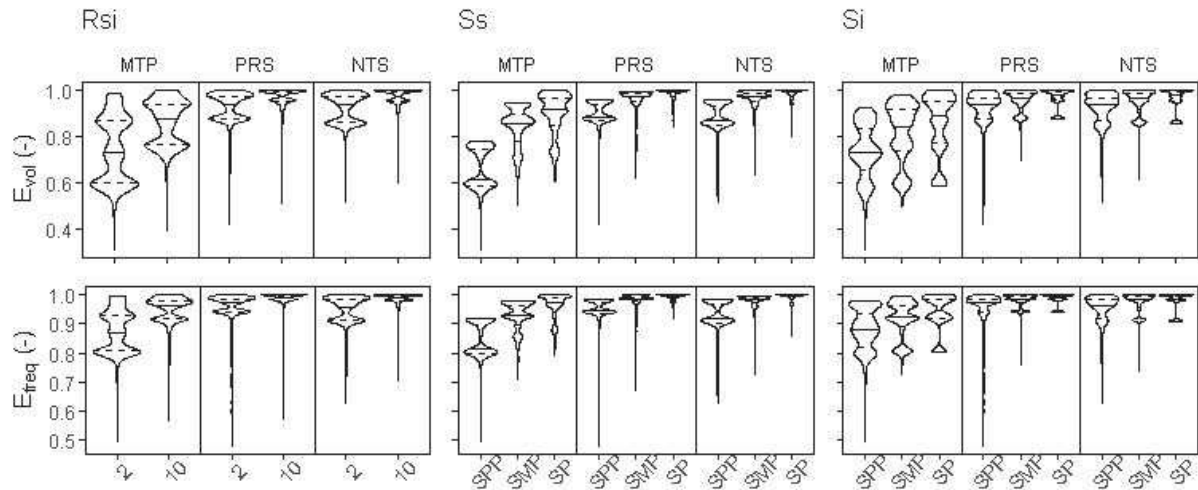 Rsi Ss Si
MTP PRS NTS MTP PRS NTS MTP PRS NTS
E_vol (-)
1.0
0.8
0.6
0.4
E_freq (-)
1.0
0.9
0.8
0.7
0.6
0.5
2 10 2 10 2 10 SPP SMP SP SPP SMP SP SPP SMP SP SPP SMP SP SPP SMP SP SPP SMP SP